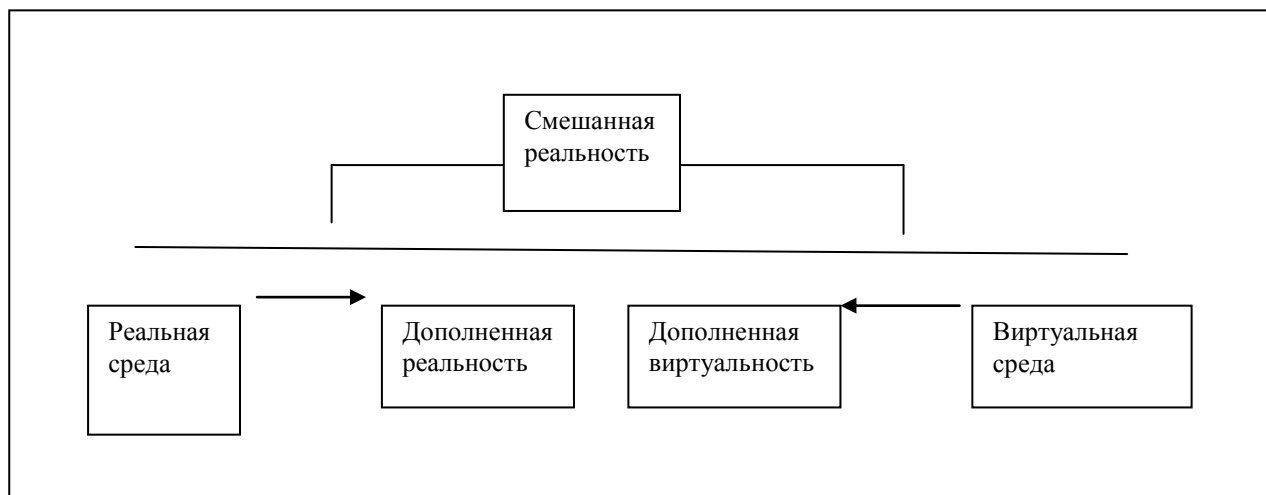 Смешанная
реальность
Реальная
среда
Дополненная
реальность
Дополненная
виртуальность
Виртуальная
среда